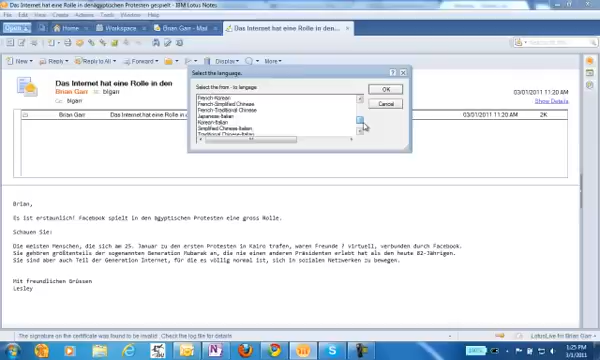 Das Internet hat eine Rolle in den ägyptischen Protesten gespielt - IBM Lotus Notes
Edit View Create Actions Tools Window Help
Open Home Workspace Brian Garr - Mail Das Internet hat eine Rolle in den...
New Reply Reply to All Forward Display More
Select the language.
Das Internet hat eine Rolle in den
Brian Garr to: blgarr
03/01/2011 11:20 AM
Show Details
Select the from - to language
OK
Cancel
French-Korean
French-Simplified Chinese
French-Traditional Chinese
Japanese-Italian
Korean-Italian
Simplified Chinese-Italian
Traditional Chinese-Italian
Brian Garr Das Internet hat eine Rolle in 03/01/2011 11:20 AM 2K
Brian,
Es ist erstaunlich! Facebook spielt in den ägyptischen Protesten eine gross Rolle.
Schauen Sie:
Die meisten Menschen, die sich am 25. Januar zu den ersten Protesten in Kairo trafen, waren Freunde ? virtuell, verbunden durch Facebook.
Sie gehören größtenteils der sogenannten Generation Mubarak an, die nie einen anderen Präsidenten erlebt hat als den heute 82-Jährigen.
Sie sind aber auch Teil der Generation Internet, für die es völlig normal ist, sich in sozialen Netzwerken zu bewegen.
Mit freundlichen Grüssen
Lesley
The signature on the certificate was found to be invalid Check the log file for details
LotusLive for Brian Garr
100%
1:25 PM
3/1/2011